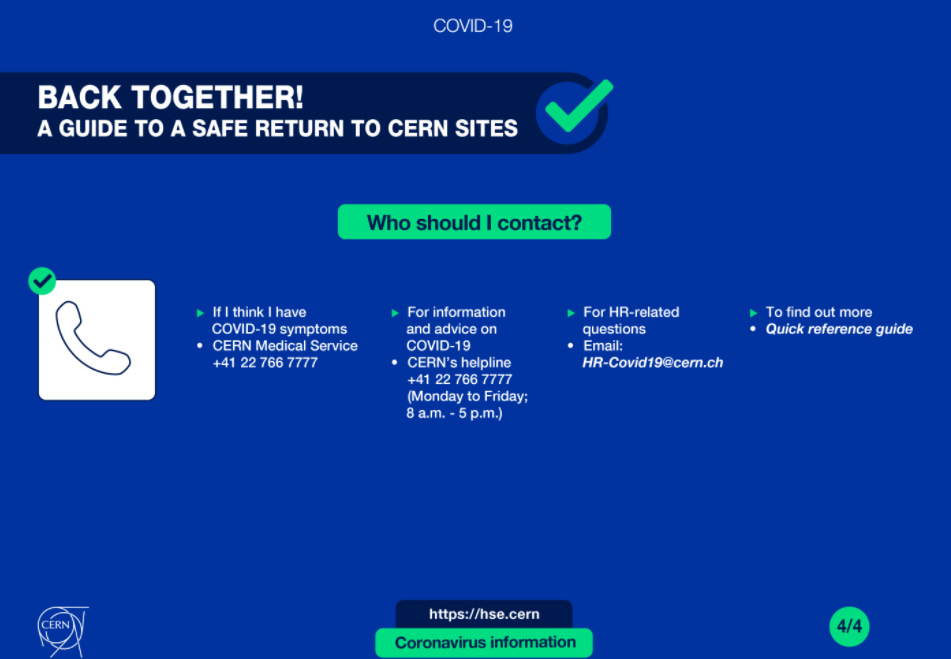 COVID-19
BACK TOGETHER!
A GUIDE TO A SAFE RETURN TO CERN SITES
Who should I contact?
If I think I have
COVID-19 symptoms
• CERN Medical Service
+41 22 766 7777
For information
and advice on
COVID-19
• CERN's helpline
+41 22 766 7777
(Monday to Friday;
8 a.m. - 5 p.m.)
For HR-related
questions
• Email:
HR-Covid19@cern.ch
To find out more
• Quick reference guide
CERN
https://hse.cern
Coronavirus information
4/4